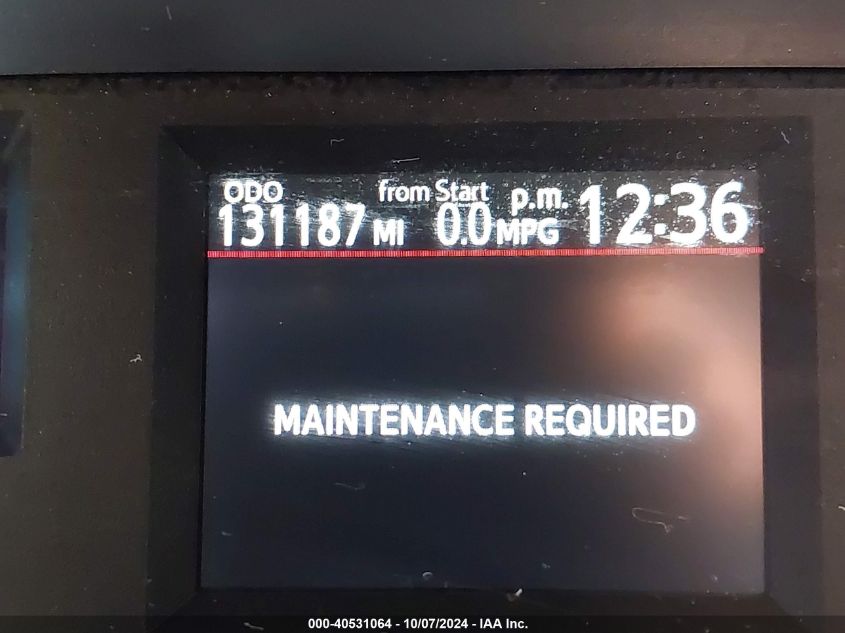 ODO from Start p.m. 12:36
131187 MI 0.0 MPG
MAINTENANCE REQUIRED
000-40531064 - 10/07/2024 - IAA Inc.